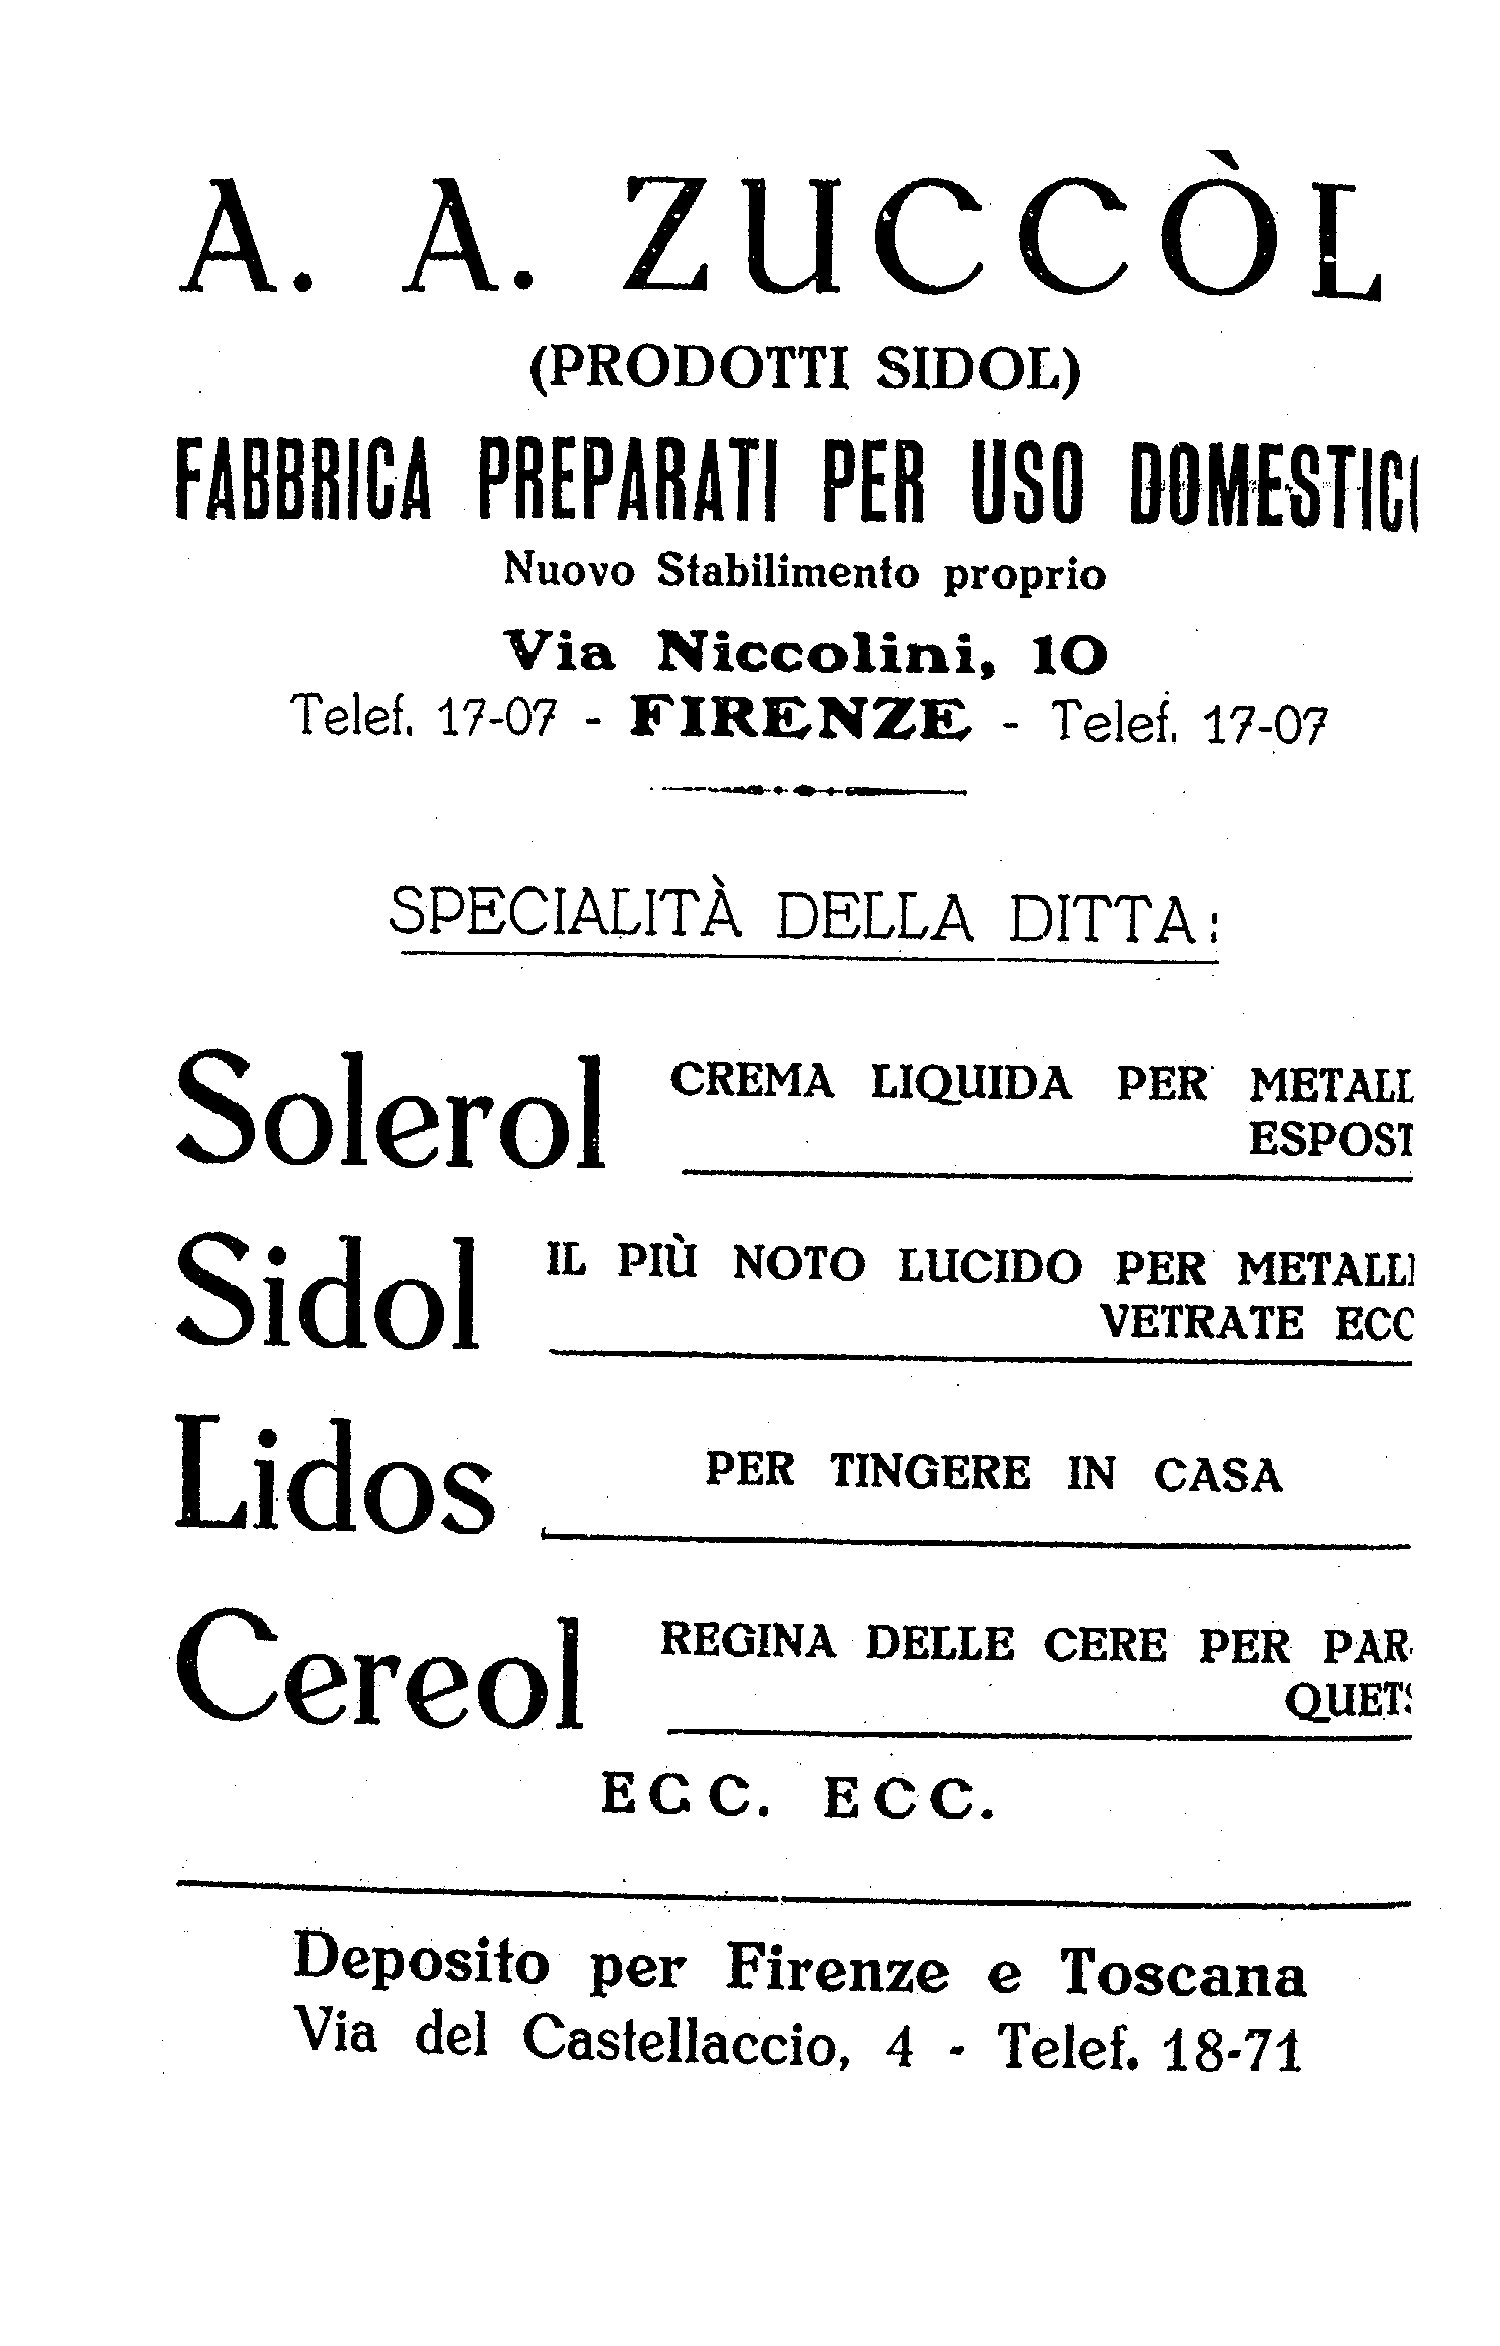 A. A. ZUCCÒL
(PRODOTTI SIDOL)
FABBRICA PREPARATI PER USO DOMESTIC
Nuovo Stabilimento proprio
Via Niccolini, 10
Telef. 17-07 - FIRENZE - Telef. 17-07
SPECIALITÀ DELLA DITTA:
Solerol CREMA LIQUIDA PER METALL
ESPOST
Sidol IL PIÙ NOTO LUCIDO PER METALLI
VETRATE ECC
Lidos PER TINGERE IN CASA
Cereol REGINA DELLE CERE PER PAR-
QUETS
ECC. ECC.
Deposito per Firenze e Toscana
Via del Castellaccio, 4 - Telef. 18-71